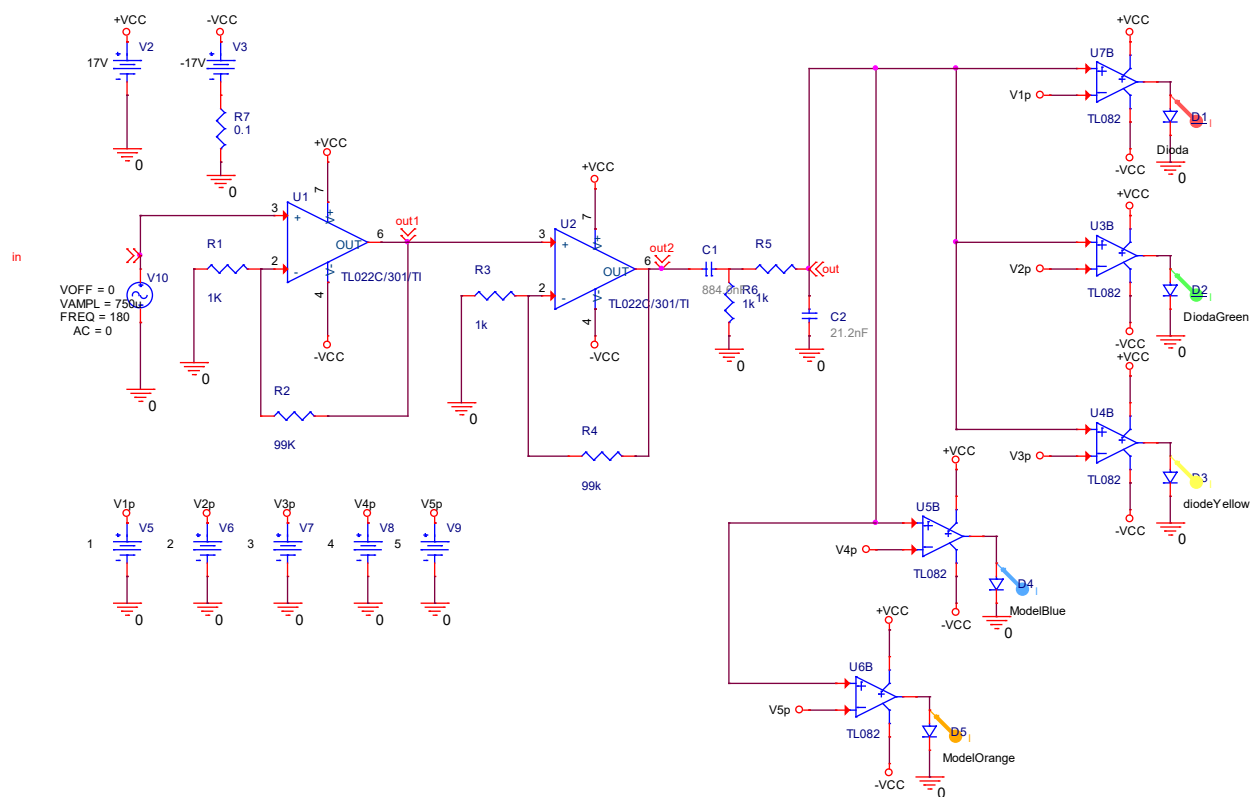 +VCC
V2
17V
0
-VCC
V3
-17V
R7
0.1
0
in
V10
VOFF = 0
VAMPL = 750u
FREQ = 180
AC = 0
0
R1
1K
0
+VCC
U1
7
3
+
V+
6
OUT
2
-
V-
4
TL022C/301/TI
-VCC
out1
R2
99K
R3
1k
0
+VCC
U2
7
3
+
V+
6
OUT
2
-
V-
4
TL022C/301/TI
-VCC
out2
R4
99k
C1
R6
1k
0
R5
1k
out
C2
21.2nF
0
+VCC
U7B
V1p
TL082
-VCC
D1
Dioda
0
+VCC
U3B
V2p
TL082
-VCC
D2
DiodaGreen
0
+VCC
U4B
V3p
TL082
-VCC
D3
diodeYellow
0
+VCC
U5B
V4p
TL082
-VCC
D4
ModelBlue
0
+VCC
U6B
V5p
TL082
-VCC
D5
ModelOrange
0
V1p
V5
1
0
V2p
V6
2
0
V3p
V7
3
0
V4p
V8
4
0
V5p
V9
5
0